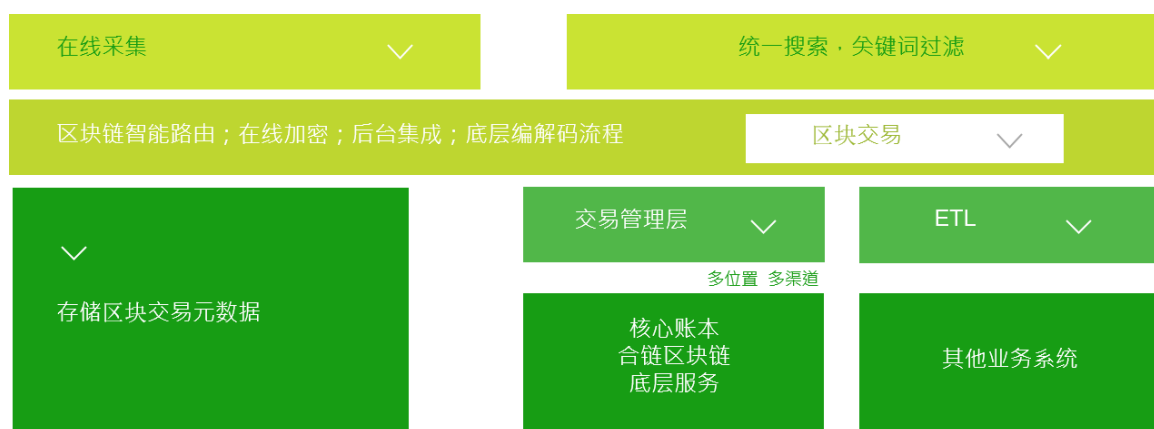 在线采集
统一搜索，关键词过滤
区块链智能路由；在线加密；后台集成；底层编解码流程
区块交易
交易管理层
ETL
多位置 多渠道
存储区块交易元数据
核心账本
合链区块链
底层服务
其他业务系统